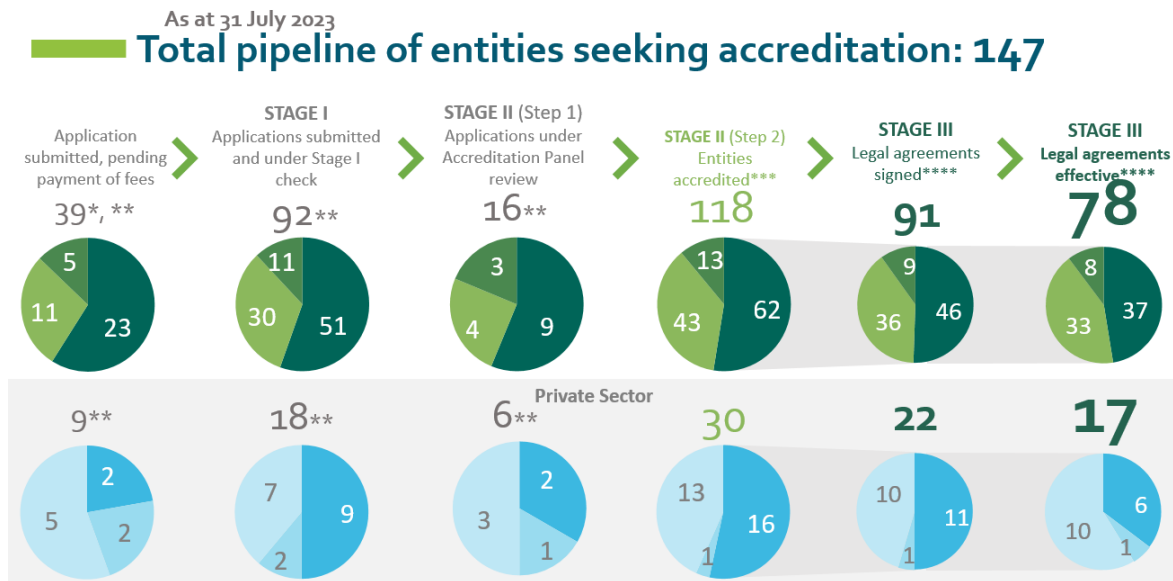 As at 31 July 2023
Total pipeline of entities seeking accreditation: 147
Application
submitted, pending
payment of fees
39*, **
STAGE I
Applications submitted
and under Stage I
check
92**
STAGE II (Step 1)
Applications under
Accreditation Panel
review
16**
STAGE II (Step 2)
Entities
accredited***
118
STAGE III
Legal agreements
signed****
91
STAGE III
Legal agreements
effective****
78
5
11
23
11
30
51
3
4
9
13
43
62
9
36
46
8
33
37
Private Sector
9**
18**
6**
30
22
17
2
5
2
7
9
2
2
3
1
13
16
1
10
11
1
6
10
1